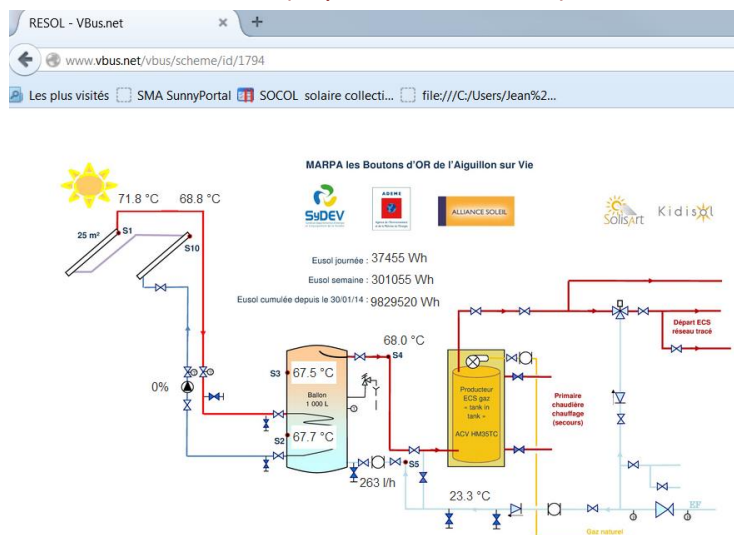 RESOL - VBus.net
www.vbus.net/vbus/scheme/id/1794
Les plus visités SMA SunnyPortal SOCOL solaire collecti... file:///C:/Users/Jean%2...
MARPA les Boutons d'OR de l'Aiguillon sur Vie
SyDEV
ADEME
ALLIANCE SOLEIL
SolisArt
Kidisol
71.8 °C
68.8 °C
25 m²
S1
S10
Eusol journée : 37455 Wh
Eusol semaine : 301055 Wh
Eusol cumulée depuis le 30/01/14 : 9829520 Wh
68.0 °C
S4
Départ ECS
réseau tracé
S3
67.5 °C
0%
Ballon
1 000 L
S2
67.7 °C
Producteur
ECS gaz
« tank in
tank »
ACV HM35TC
Primaire
chaudière
chauffage
(secours)
S5
263 l/h
23.3 °C
EF
Gaz naturel